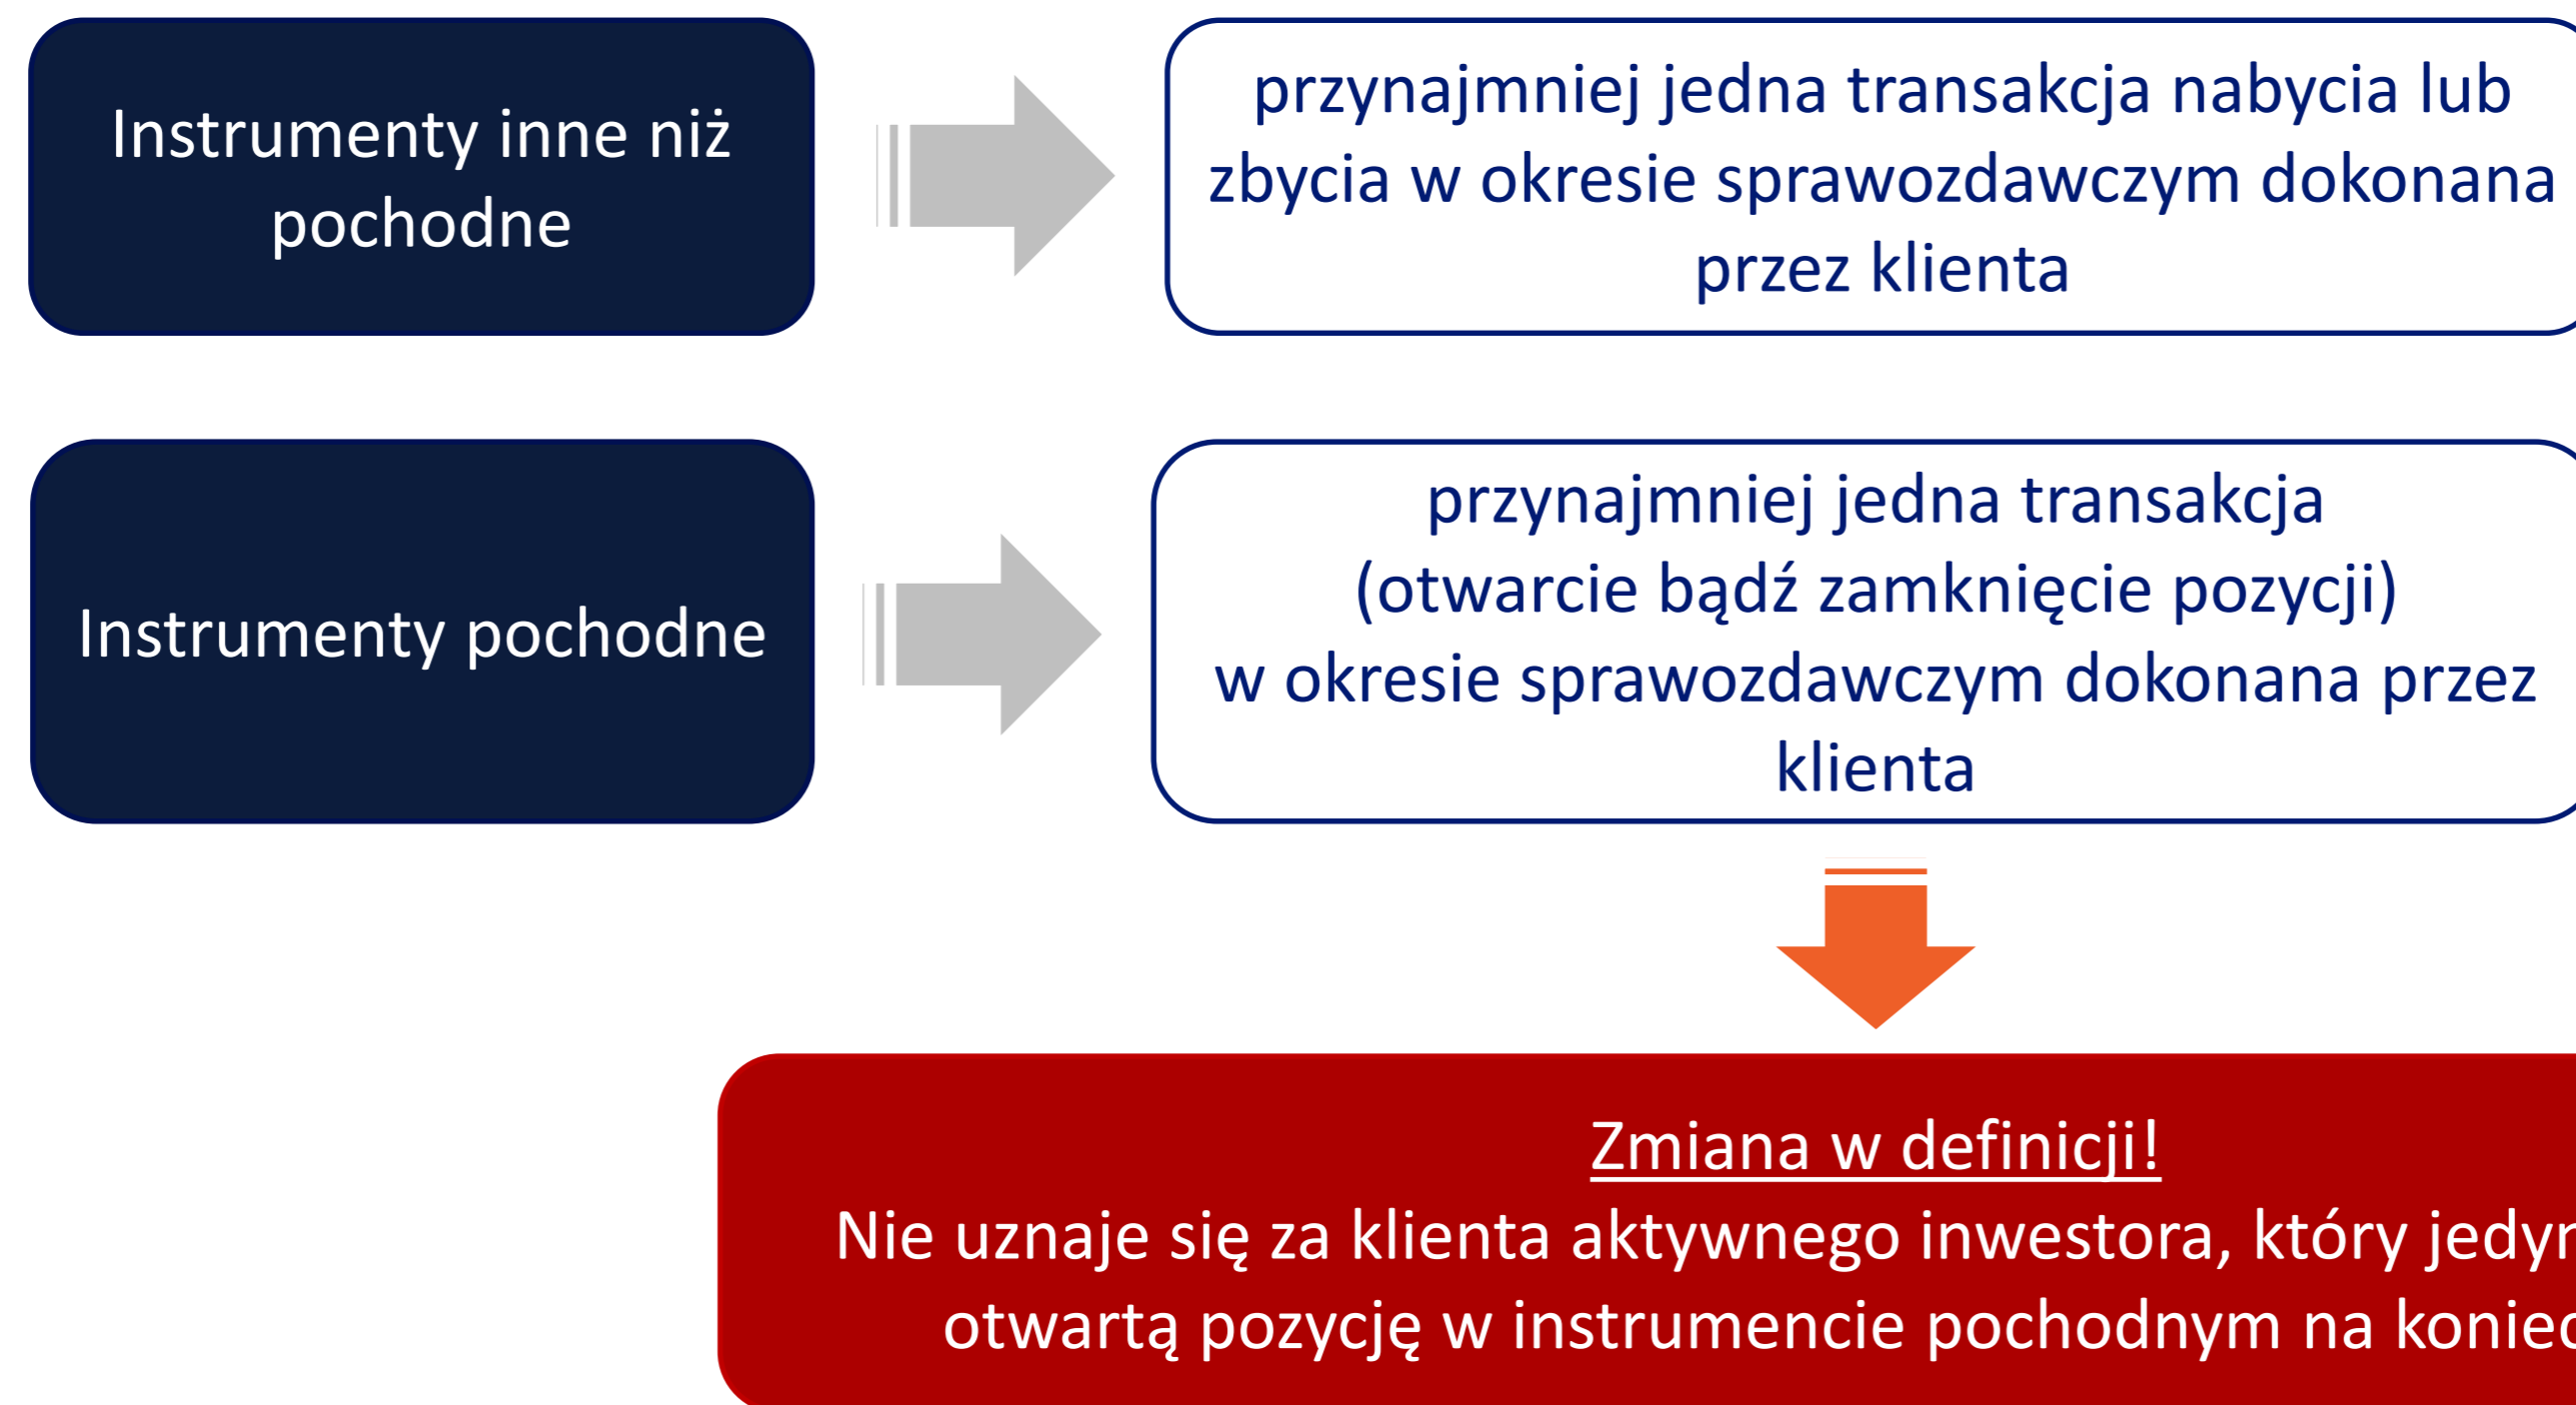 Instrumenty inne niż
pochodne
przynajmniej jedna transakcja nabycia lub
zbycia w okresie sprawozdawczym dokonana
przez klienta
Instrumenty pochodne
przynajmniej jedna transakcja
(otwarcie bądź zamknięcie pozycji)
w okresie sprawozdawczym dokonana przez
klienta
Zmiana w definicji!
Nie uznaje się za klienta aktywnego inwestora, który
otwartą pozycję w instrumencie pochodnym na koniec